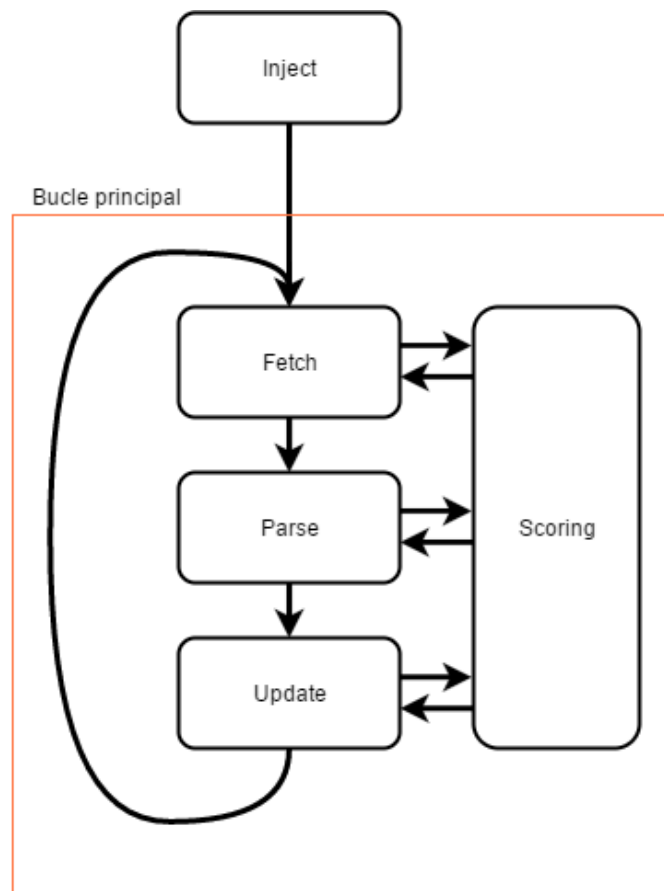 Inject
Bucle principal
Fetch
Parse
Scoring
Update